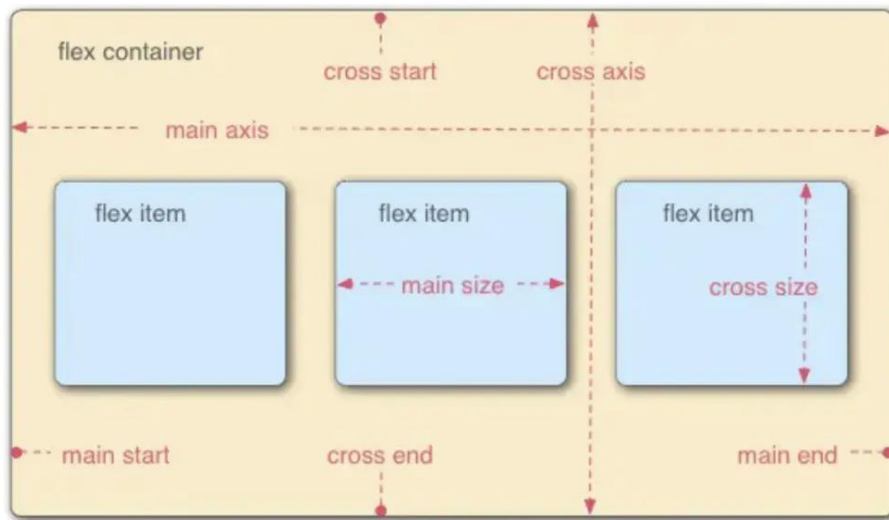 flex container
cross start
cross axis
main axis
flex item
flex item
flex item
main size
cross size
main start
cross end
main end